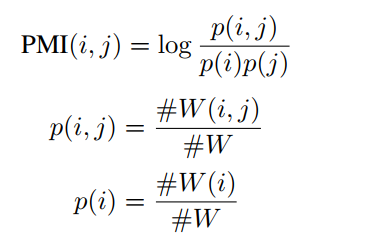 PMI(i, j) = log p(i, j) / p(i)p(j)
p(i, j) = #W(i, j) / #W
p(i) = #W(i) / #W